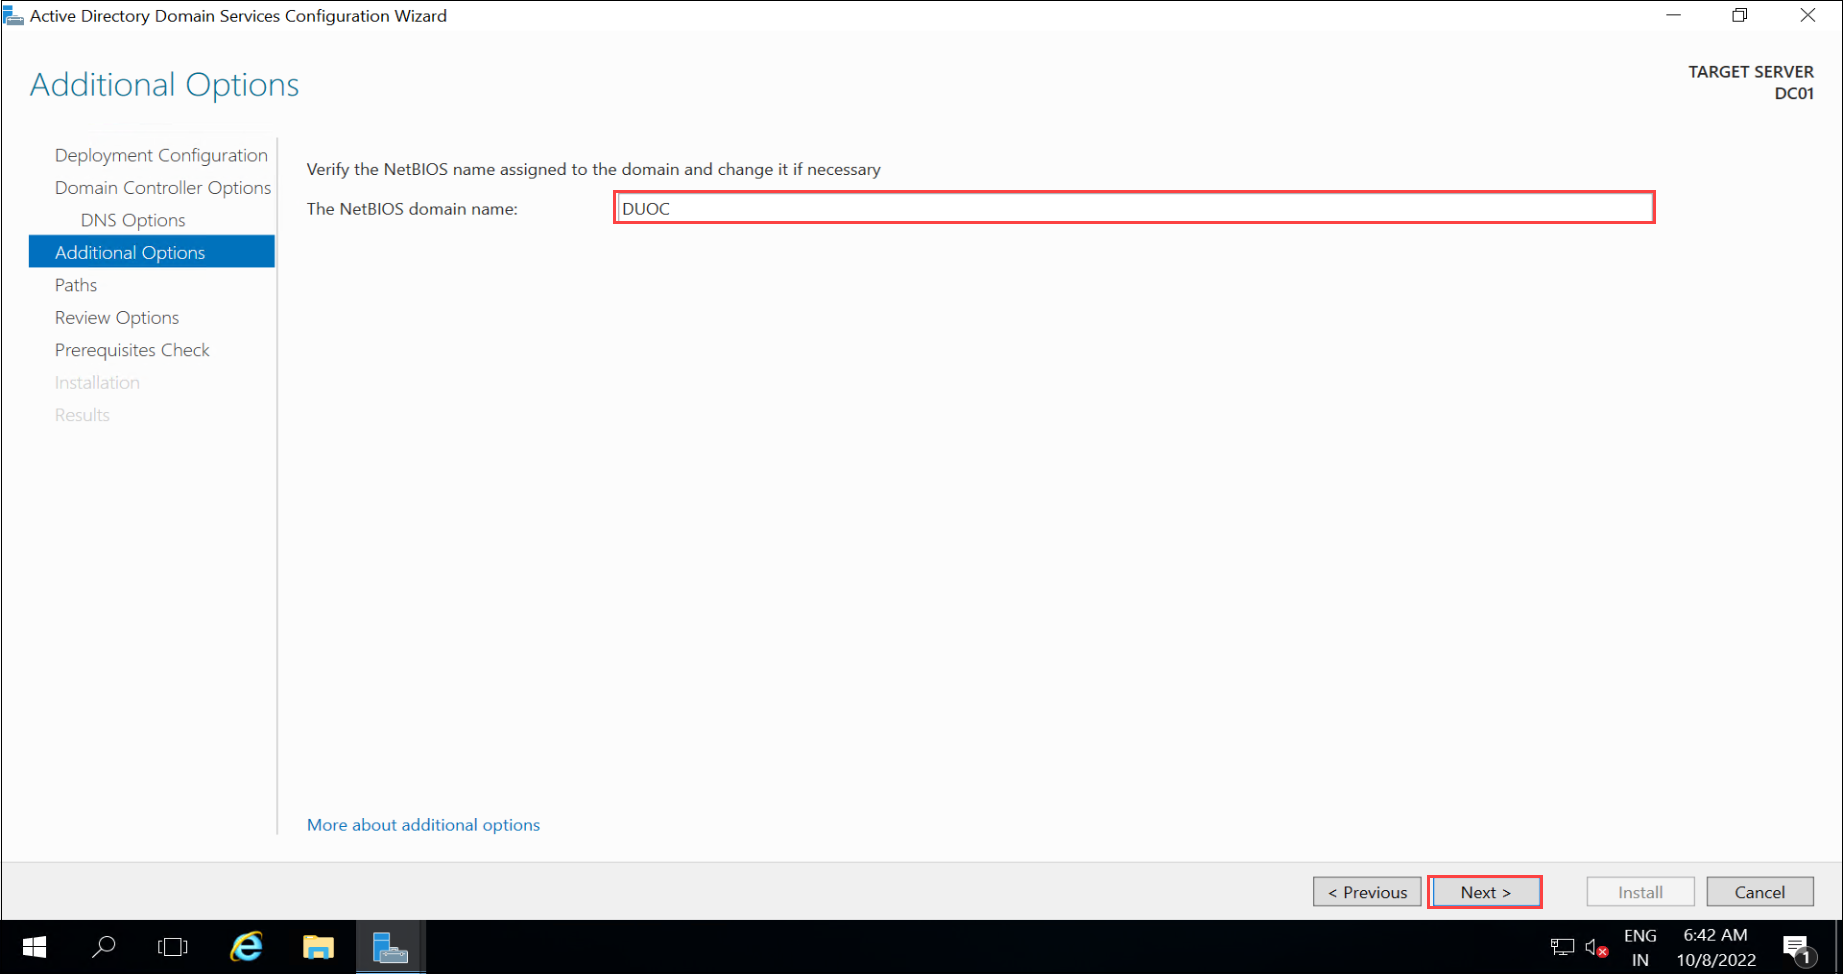 Active Directory Domain Services Configuration Wizard
Additional Options
TARGET SERVER
DC01
Deployment Configuration
Domain Controller Options
DNS Options
Additional Options
Paths
Review Options
Prerequisites Check
Installation
Results
Verify the NetBIOS name assigned to the domain and change it if necessary
The NetBIOS domain name: DUOC
More about additional options
< Previous Next > Install Cancel
ENG 6:42 AM
IN 10/8/2022
1